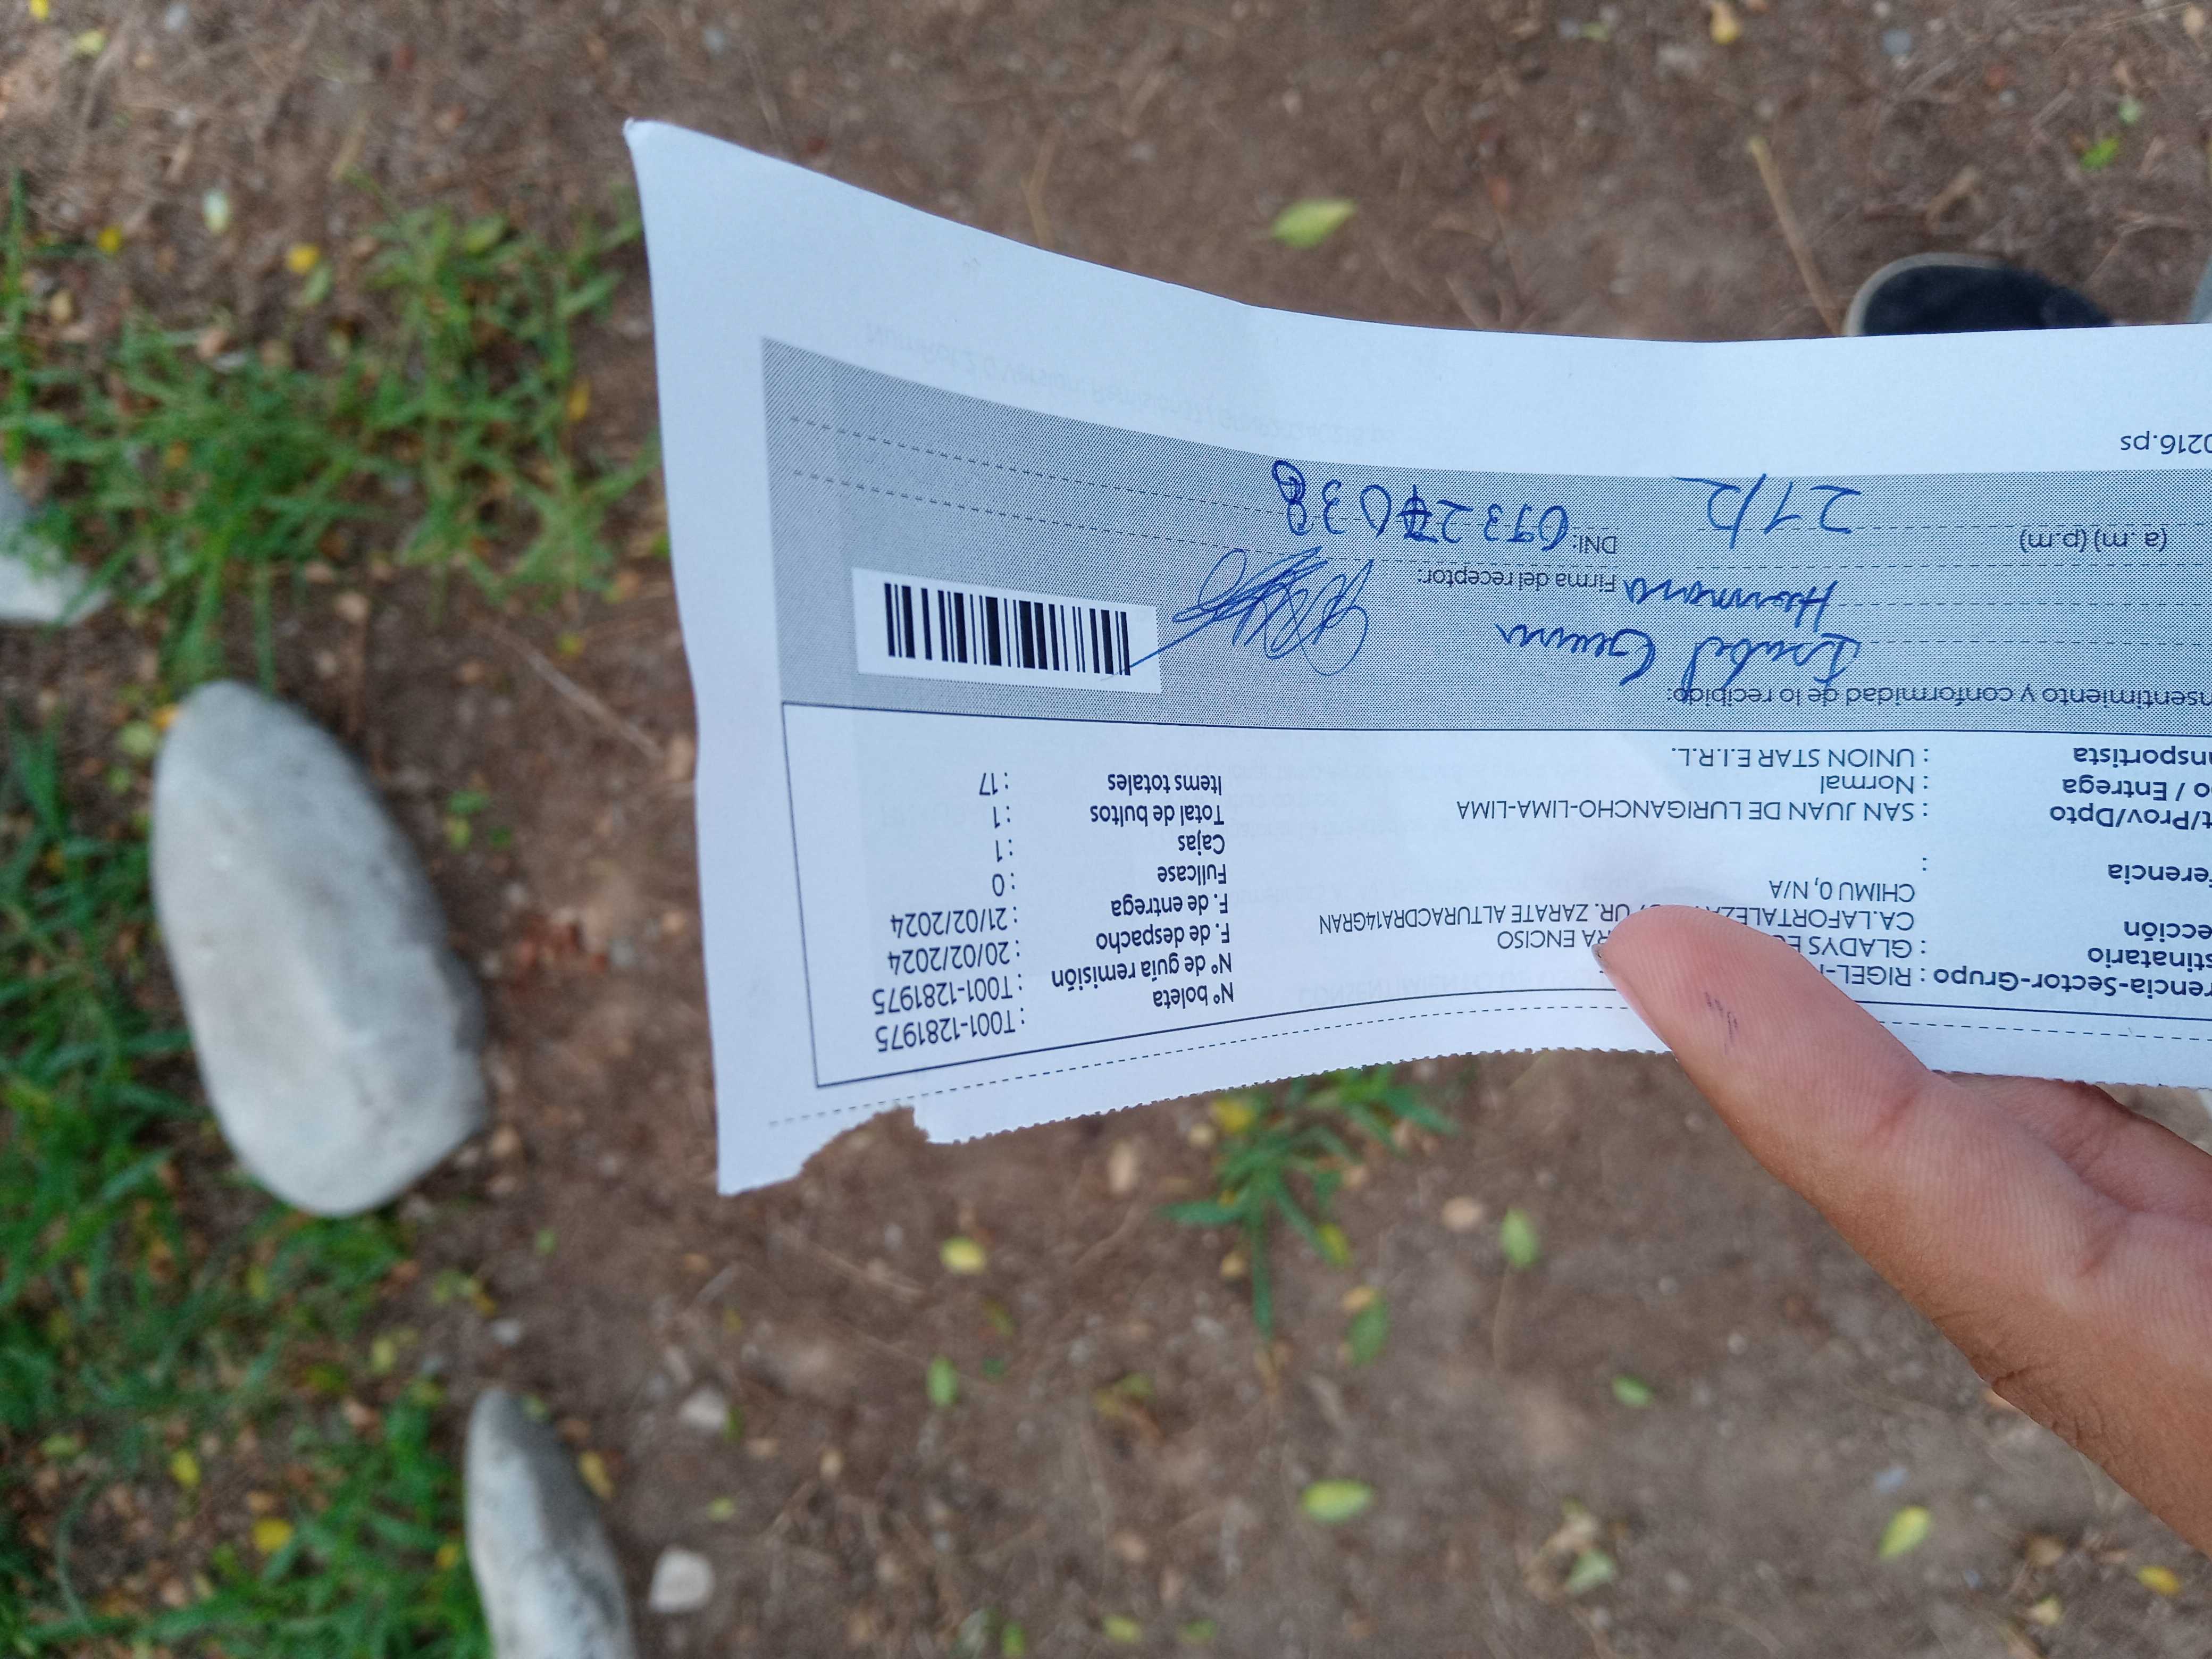 Nº boleta : T001-1281975
Nº de guía remisión : T001-1281975
F. de despacho : 20/02/2024
F. de entrega : 21/02/2024
Fullcase : 0
Cajas : 1
Total de bultos : 1
Items totales : 17
rencia-Sector-Grupo : RIGEL-
stinatario : GLADYS E RA ENCISO
ección : CA.LAFORTALEZA UR. ZARATE ALTURACDRA14GRAN
CHIMU 0, N/A
erencia :
t/Prov/Dpto : SAN JUAN DE LURIGANCHO-LIMA-LIMA
o / Entrega : Normal
ansportista : UNION STAR E.I.R.L.
nsentimiento y conformidad de lo recibido:
Isabel
Hermana
Firma del receptor:
(a. m) (p.m)
21/2
DNI:
0216.ps